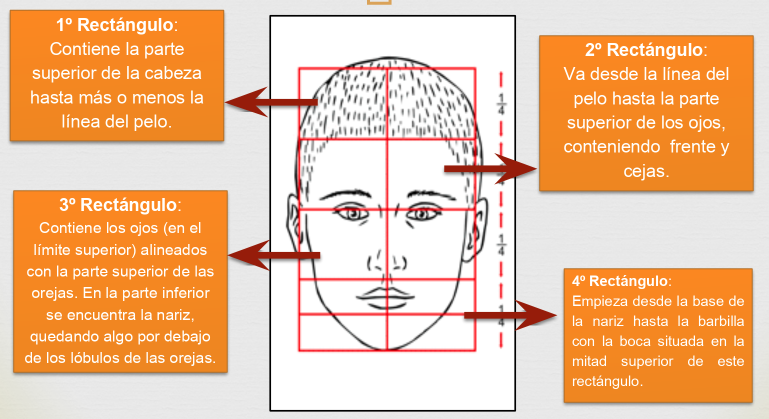 1º Rectángulo:
Contiene la parte
superior de la cabeza
hasta más o menos la
línea del pelo.
2º Rectángulo:
Va desde la línea del
pelo hasta la parte
superior de los ojos,
conteniendo frente y
cejas.
3º Rectángulo:
Contiene los ojos (en el
límite superior) alineados
con la parte superior de las
orejas. En la parte inferior
se encuentra la nariz,
quedando algo por debajo
de los lóbulos de las orejas.
4º Rectángulo:
Empieza desde la base de
la nariz hasta la barbilla
con la boca situada en la
mitad superior de este
rectángulo.
1/4
1/4
1/4